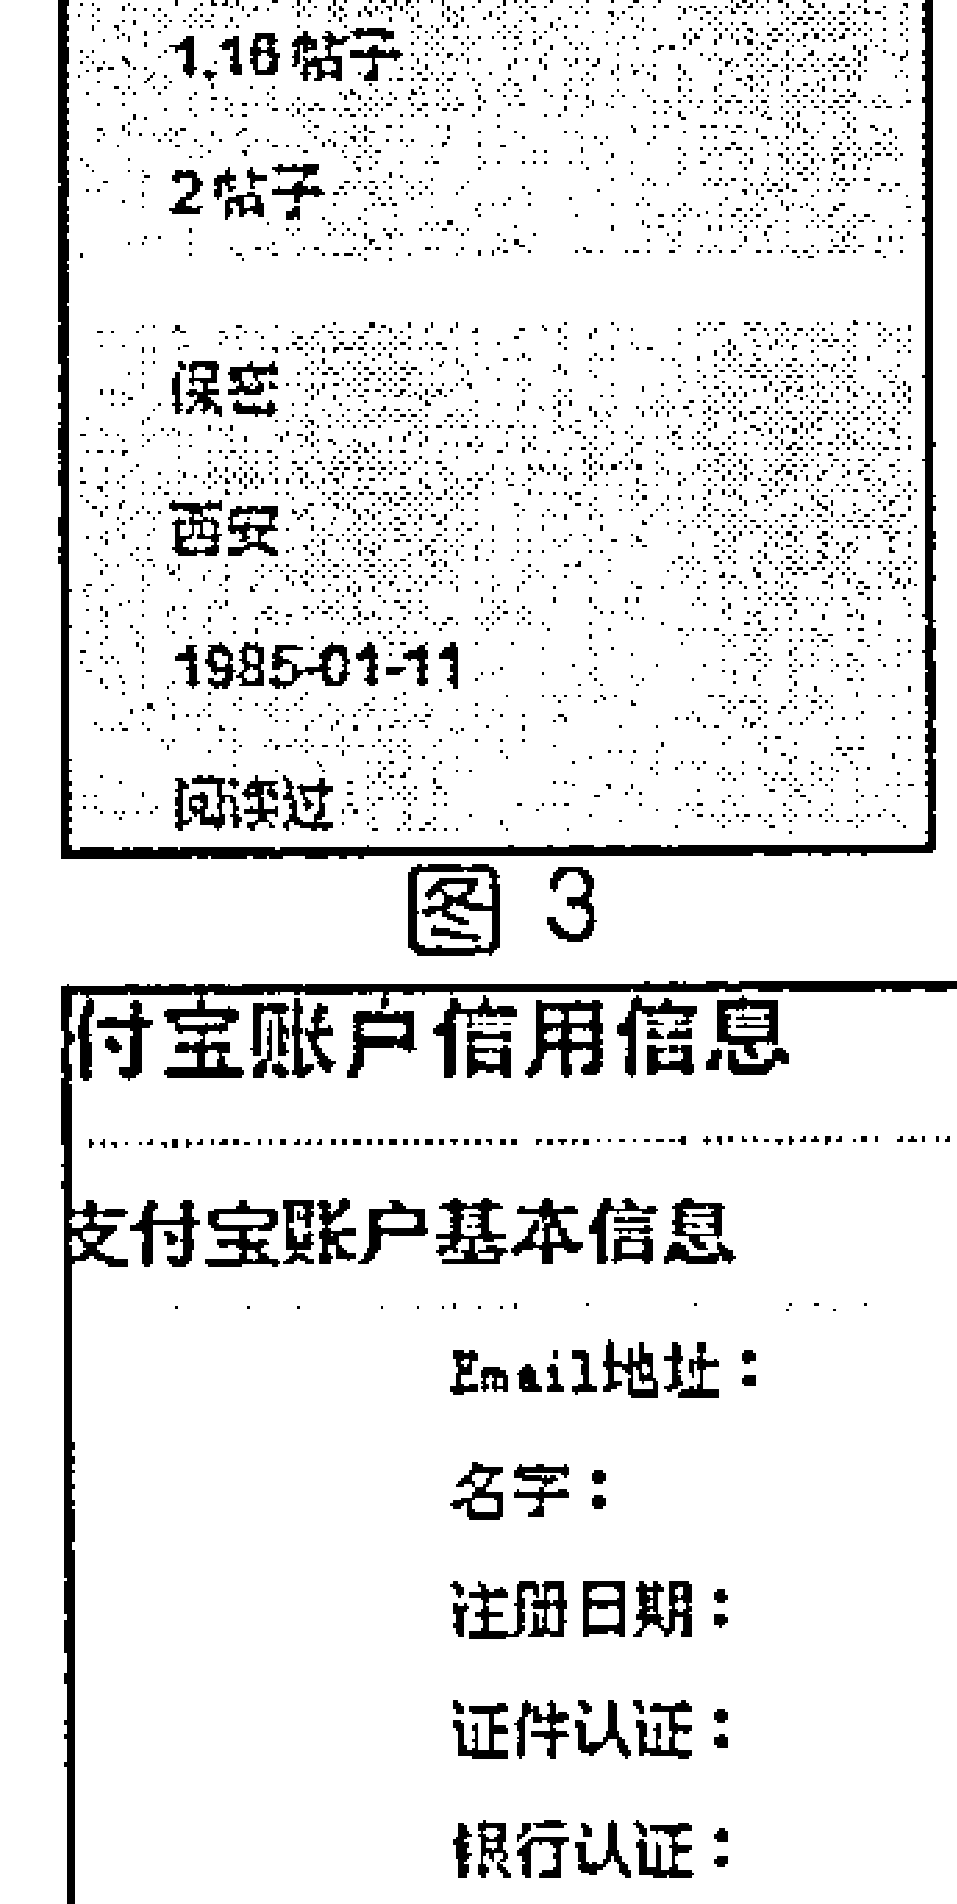 1.16 帖子
2 帖子
保密
西安
1985-01-11
阅读过
图 3
付宝账户信用信息
支付宝账户基本信息
Email地址：
名字：
注册日期：
证件认证：
银行认证：